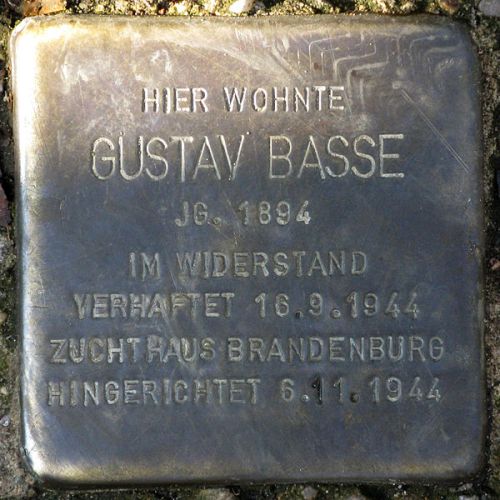 HIER WOHNTE
GUSTAV BASSE
JG. 1894
IM WIDERSTAND
VERHAFTET 16.9.1944
ZUCHTHAUS BRANDENBURG
HINGERICHTET 6.11.1944